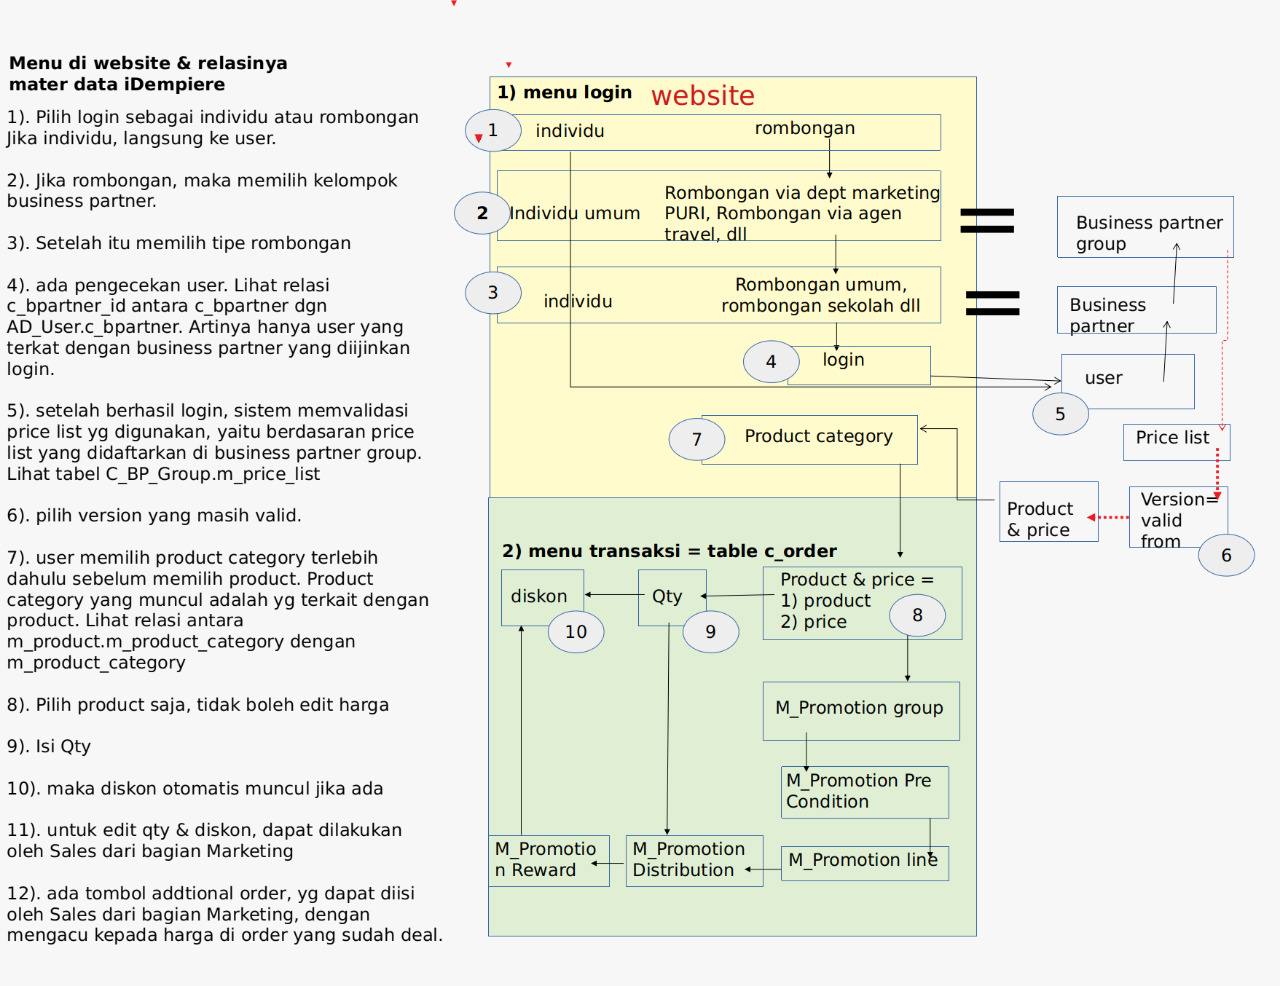 Menu di website & relasinya
mater data iDempiere
1). Pilih login sebagai individu atau rombongan
Jika individu, langsung ke user.
2). Jika rombongan, maka memilih kelompok
business partner.
3). Setelah itu memilih tipe rombongan
4). ada pengecekan user. Lihat relasi
c_bpartner_id antara c_bpartner dgn
AD_User.c_bpartner. Artinya hanya user yang
terkat dengan business partner yang diijinkan
login.
5). setelah berhasil login, sistem memvalidasi
price list yg digunakan, yaitu berdasaran price
list yang didaftarkan di business partner group.
Lihat tabel C_BP_Group.m_price_list
6). pilih version yang masih valid.
7). user memilih product category terlebih
dahulu sebelum memilih product. Product
category yang muncul adalah yg terkait dengan
product. Lihat relasi antara
m_product.m_product_category dengan
m_product_category
8). Pilih product saja, tidak boleh edit harga
9). Isi Qty
10). maka diskon otomatis muncul jika ada
11). untuk edit qty & diskon, dapat dilakukan
oleh Sales dari bagian Marketing
12). ada tombol addtional order, yg dapat diisi
oleh Sales dari bagian Marketing, dengan
mengacu kepada harga di order yang sudah deal.
1) menu login
website
1
individu
rombongan
2
Individu umum
Rombongan via dept marketing
PURI, Rombongan via agen
travel, dll
3
individu
Rombongan umum,
rombongan sekolah dll
4
login
Business partner
group
Business
partner
user
5
Price list
Version=
valid
from
6
Product
& price
7
Product category
2) menu transaksi = table c_order
Product & price =
1) product
2) price
8
Qty
9
diskon
10
M_Promotion group
M_Promotion Pre
Condition
M_Promotion line
M_Promotion
Distribution
M_Promotio
n Reward